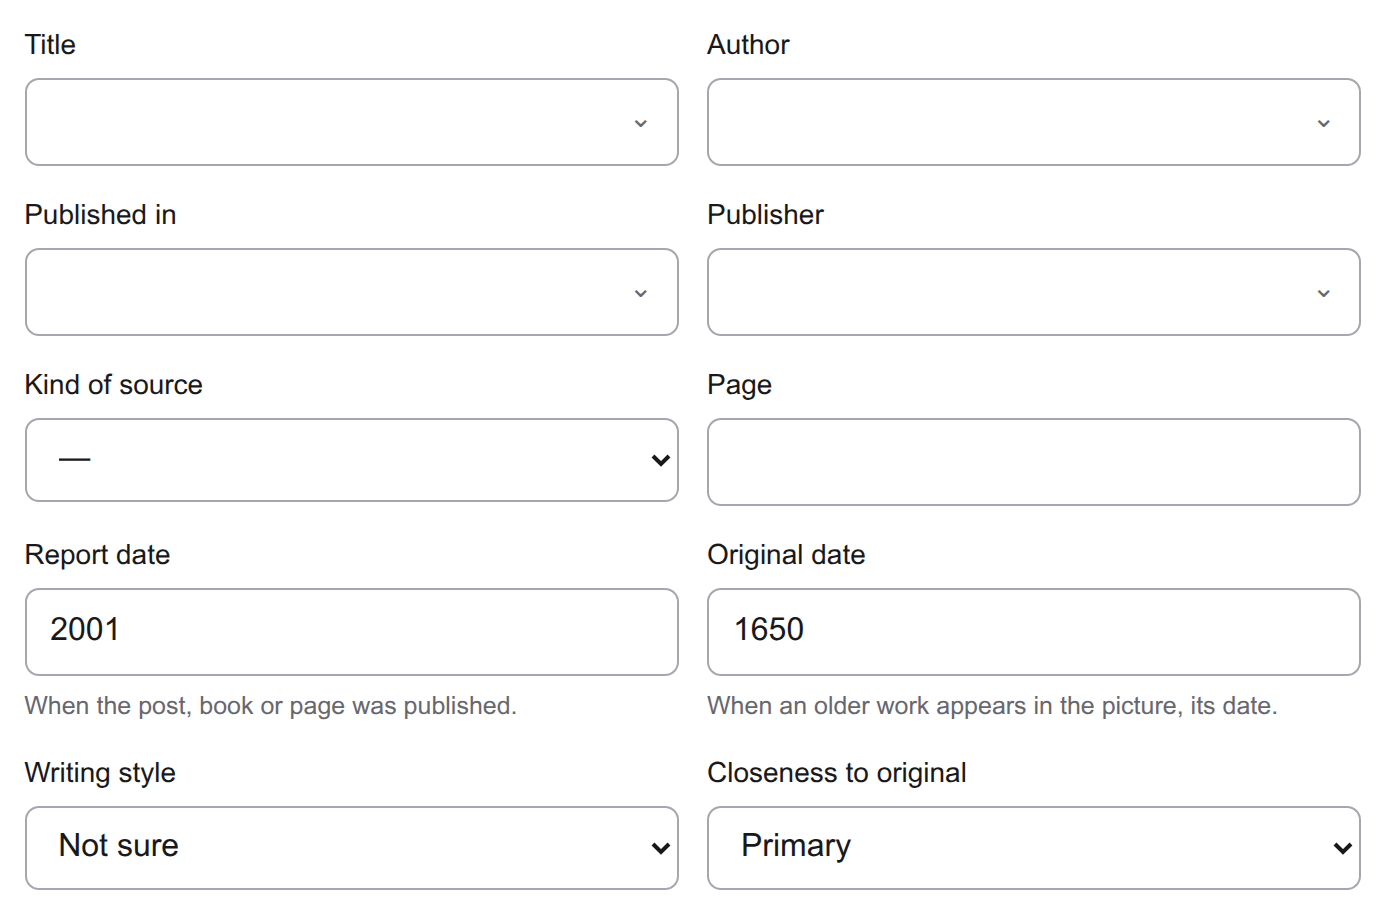 Title
Author
Published in
Publisher
Kind of source
Page
—
Report date
Original date
2001
1650
When the post, book or page was published.
When an older work appears in the picture, its date.
Writing style
Closeness to original
Not sure
Primary